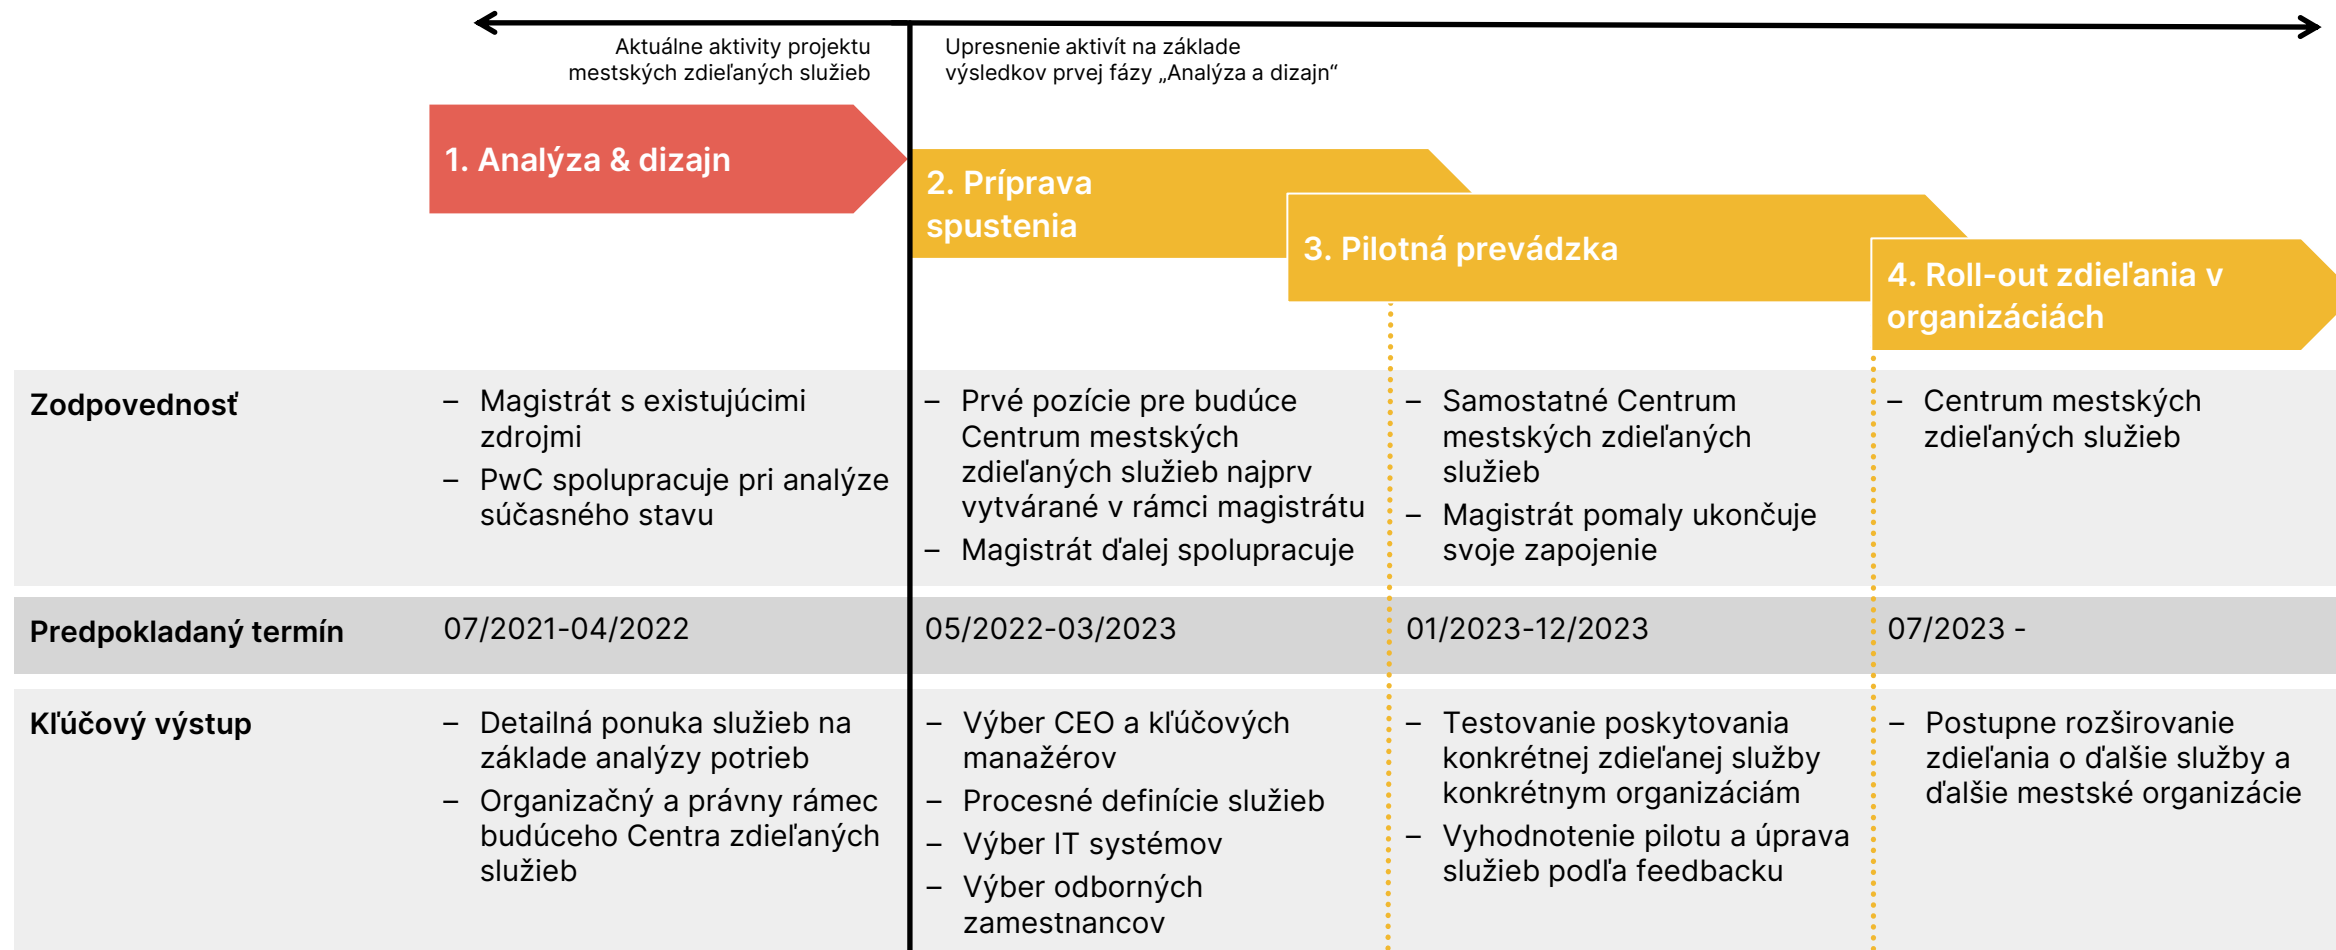 Aktuálne aktivity projektu
mestských zdieľaných služieb
Upresnenie aktivít na základe
výsledkov prvej fázy „Analýza a dizajn“
1. Analýza & dizajn
2. Príprava
spustenia
3. Pilotná prevádzka
4. Roll-out zdieľania v
organizáciách
Zodpovednosť
– Magistrát s existujúcimi
zdrojmi
– PwC spolupracuje pri analýze
súčasného stavu
– Prvé pozície pre budúce
Centrum mestských
zdieľaných služieb najprv
vytvárané v rámci magistrátu
– Magistrát ďalej spolupracuje
– Samostatné Centrum
mestských zdieľaných
služieb
– Magistrát pomaly ukončuje
svoje zapojenie
– Centrum mestských
zdieľaných služieb
Predpokladaný termín
07/2021-04/2022
05/2022-03/2023
01/2023-12/2023
07/2023 -
Kľúčový výstup
– Detailná ponuka služieb na
základe analýzy potrieb
– Organizačný a právny rámec
budúceho Centra zdieľaných
služieb
– Výber CEO a kľúčových
manažérov
– Procesné definície služieb
– Výber IT systémov
– Výber odborných
zamestnancov
– Testovanie poskytovania
konkrétnej zdieľanej služby
konkrétnym organizáciám
– Vyhodnotenie pilotu a úprava
služieb podľa feedbacku
– Postupne rozširovanie
zdieľania o ďalšie služby a
ďalšie mestské organizácie